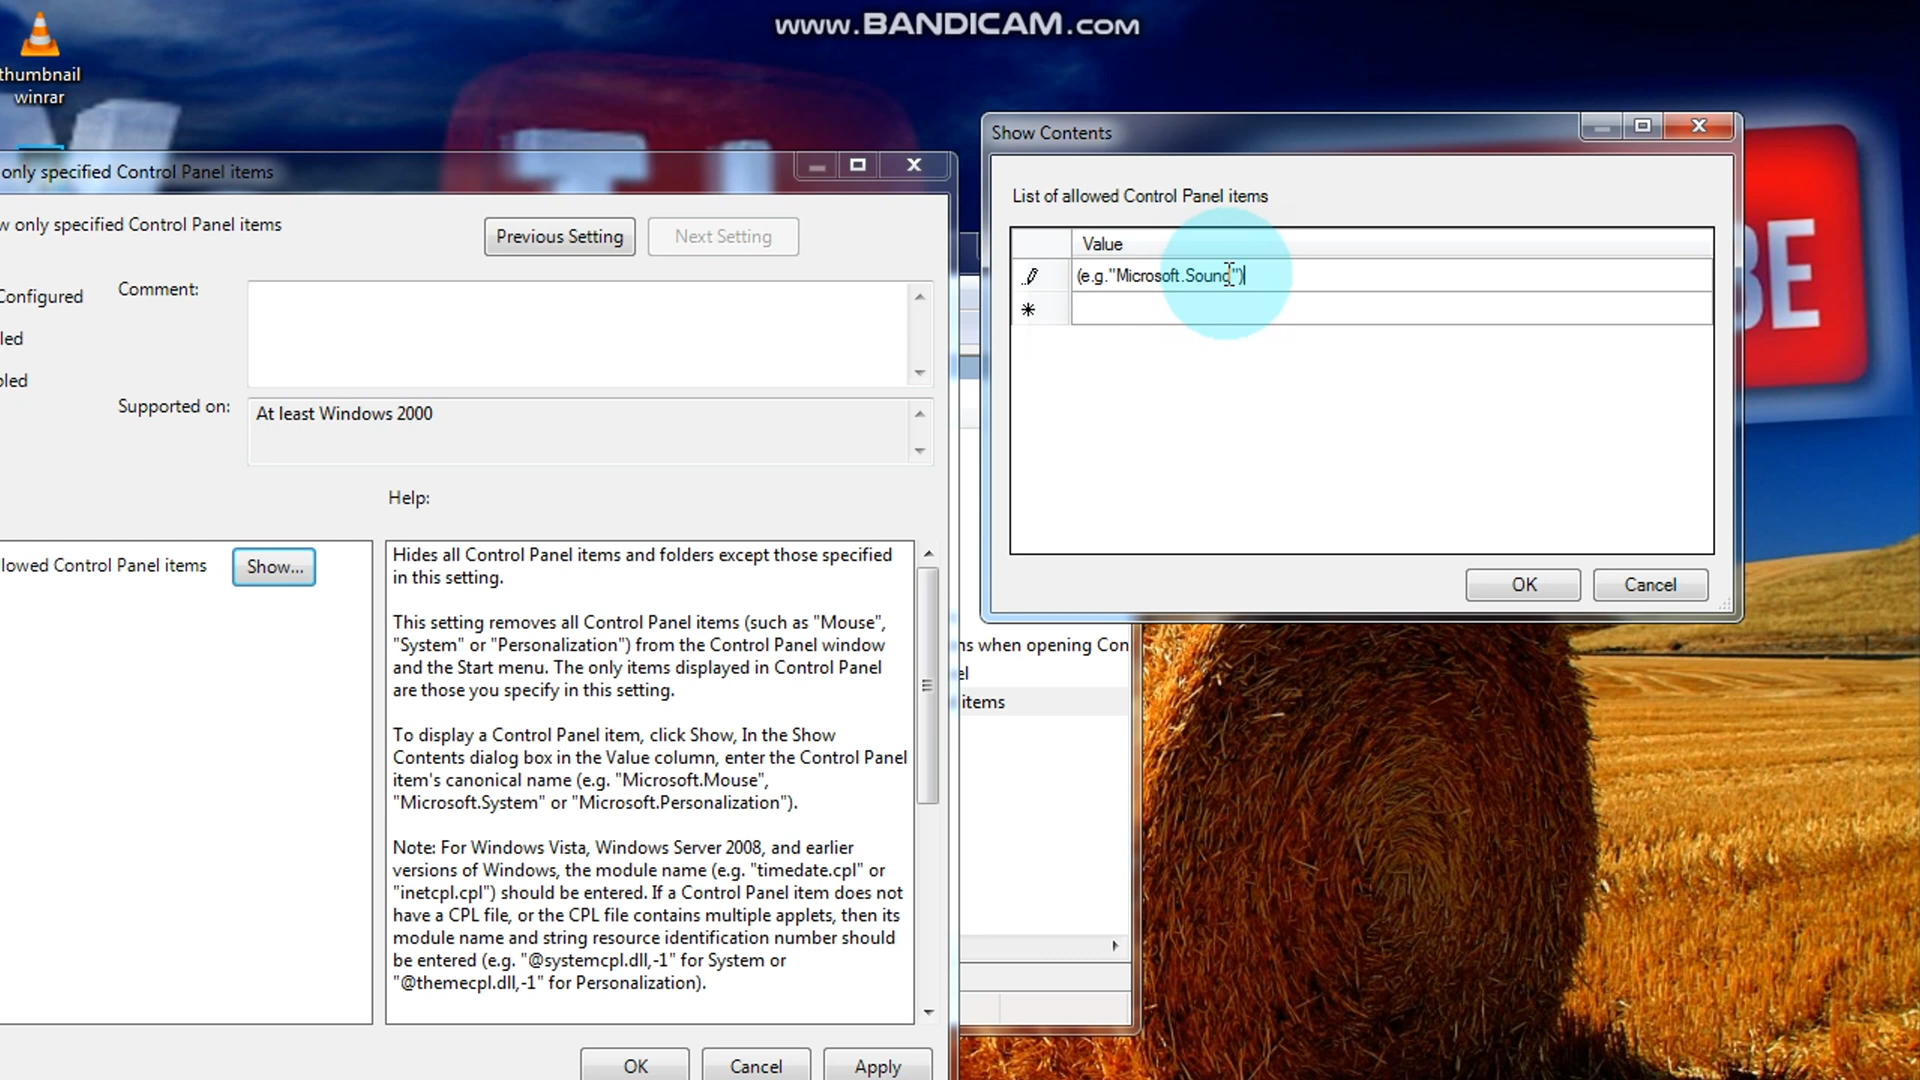 www.BANDICAM.com
thumbnail
winrar
only specified Control Panel items
w only specified Control Panel items
Previous Setting
Next Setting
Configured
Comment:
led
bled
Supported on:
At least Windows 2000
Help:
lowed Control Panel items
Show...
Hides all Control Panel items and folders except those specified
in this setting.
This setting removes all Control Panel items (such as "Mouse",
"System" or "Personalization") from the Control Panel window
and the Start menu. The only items displayed in Control Panel
are those you specify in this setting.
To display a Control Panel item, click Show, In the Show
Contents dialog box in the Value column, enter the Control Panel
item's canonical name (e.g. "Microsoft.Mouse",
"Microsoft.System" or "Microsoft.Personalization").
Note: For Windows Vista, Windows Server 2008, and earlier
versions of Windows, the module name (e.g. "timedate.cpl" or
"inetcpl.cpl") should be entered. If a Control Panel item does not
have a CPL file, or the CPL file contains multiple applets, then its
module name and string resource identification number should
be entered (e.g. "@systemcpl.dll,-1" for System or
"@themecpl.dll,-1" for Personalization).
OK
Cancel
Apply
Show Contents
List of allowed Control Panel items
Value
(e.g."Microsoft.Sound")
OK
Cancel
ns when opening Con
el
items
BE